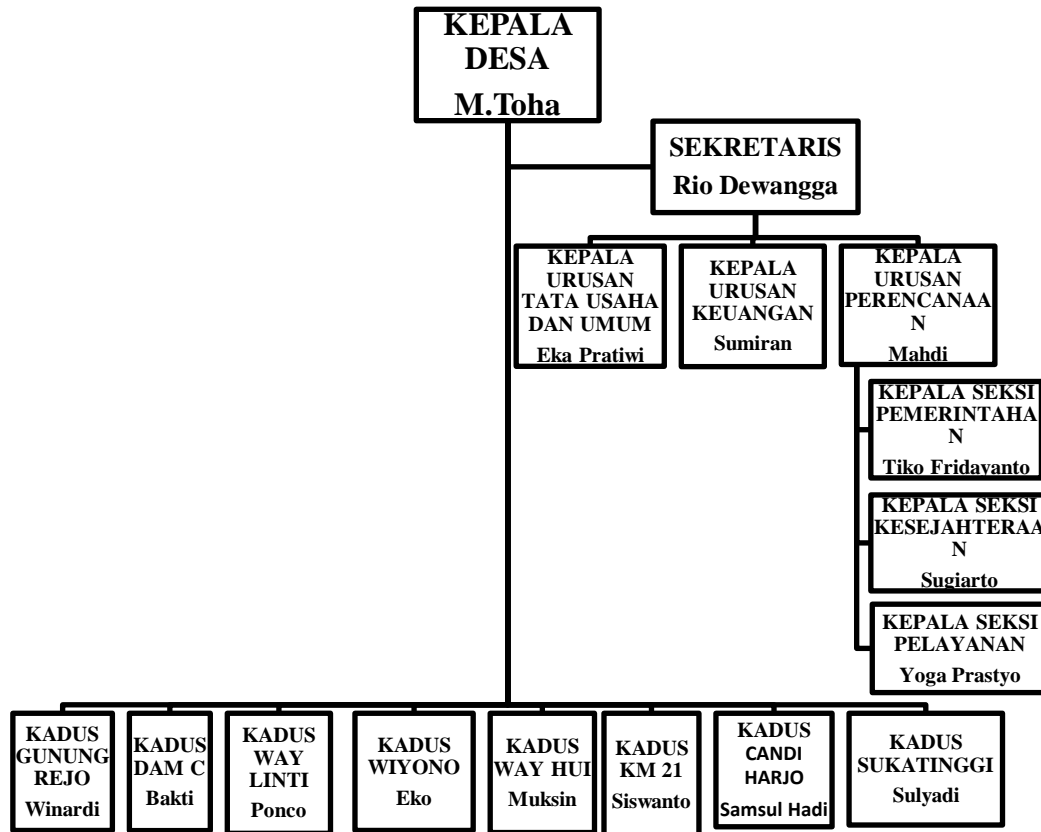 KEPALA
DESA
M.Toha
SEKRETARIS
Rio Dewangga
KEPALA
URUSAN
TATA USAHA
DAN UMUM
Eka Pratiwi
KEPALA
URUSAN
KEUANGAN
Sumiran
KEPALA
URUSAN
PERENCANAA
N
Mahdi
KEPALA SEKSI
PEMERINTAHA
N
Tiko Fridayanto
KEPALA SEKSI
KESEJAHTERAA
N
Sugiarto
KEPALA SEKSI
PELAYANAN
Yoga Prastyo
KADUS
GUNUNG
REJO
Winardi
KADUS
DAM C
Bakti
KADUS
WAY
LINTI
Ponco
KADUS
WIYONO
Eko
KADUS
WAY HUI
Muksin
KADUS
KM 21
Siswanto
KADUS
CANDI
HARJO
Samsul Hadi
KADUS
SUKATINGGI
Sulyadi